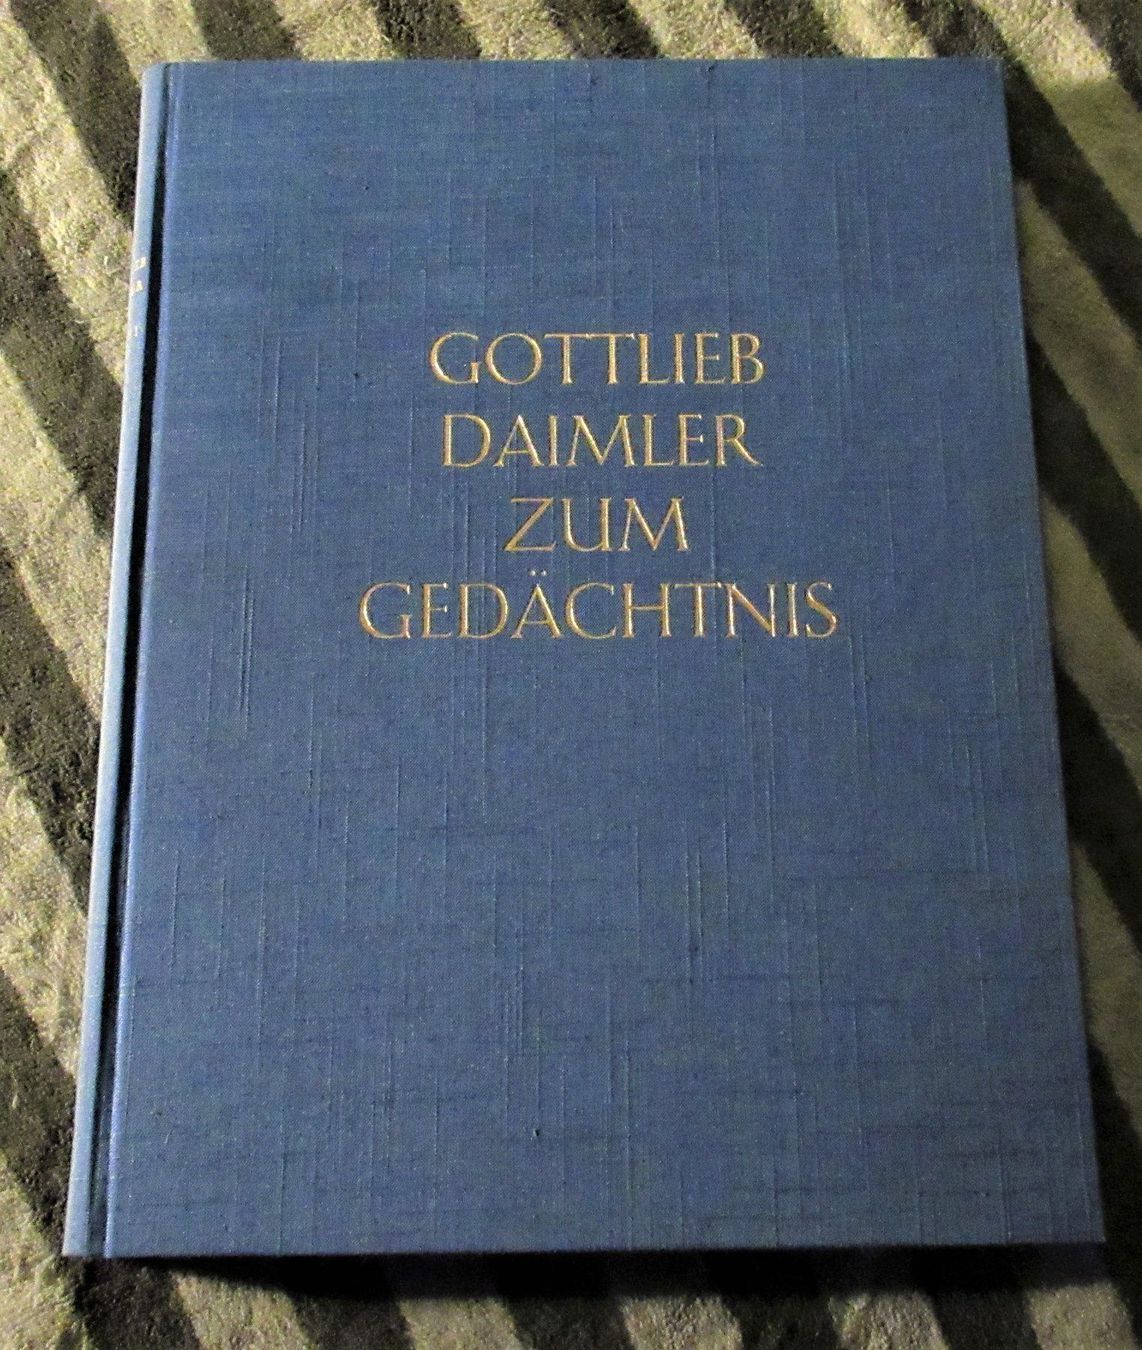 GOTTLIEB
DAIMLER
ZUM
GEDÄCHTNIS